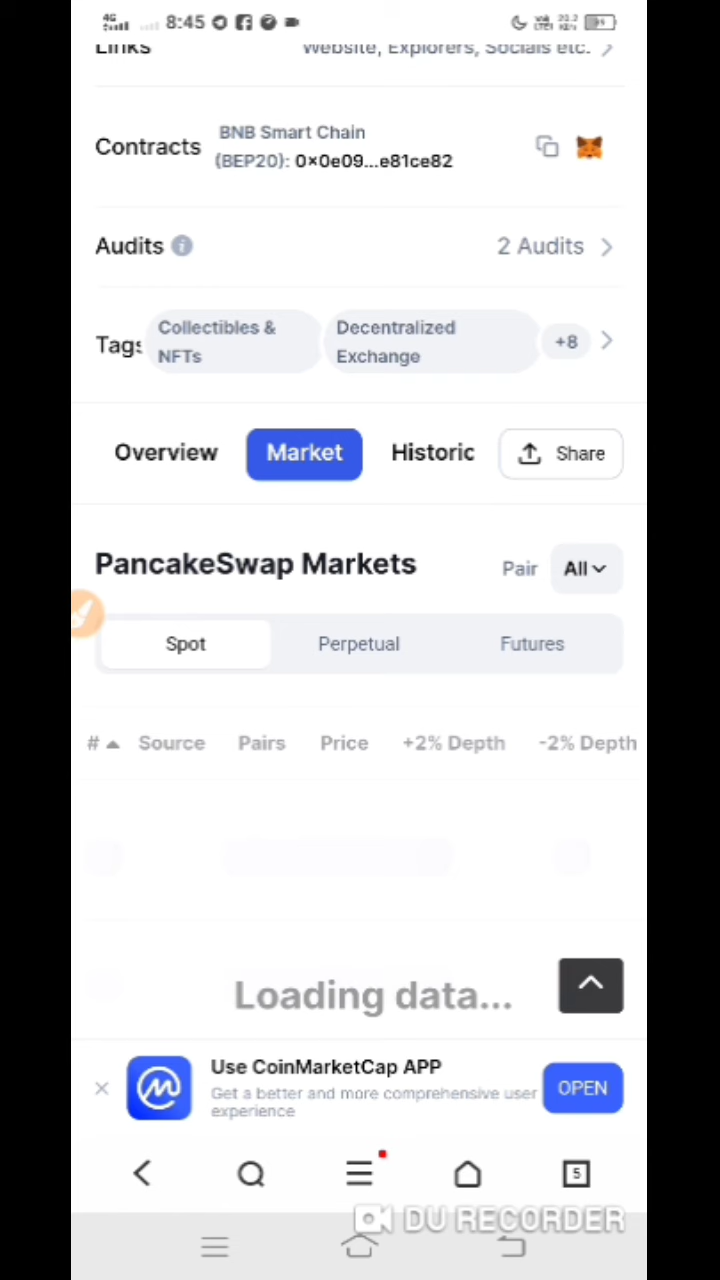 4G 8:45
Links Website, Explorers, Socials etc.
BNB Smart Chain
Contracts (BEP20): 0x0e09...e81ce82
Audits 2 Audits
Collectibles & Decentralized
Tags NFTs Exchange +8
Overview Market Historic Share
PancakeSwap Markets Pair All
Spot Perpetual Futures
# Source Pairs Price +2% Depth -2% Depth
Loading data...
Use CoinMarketCap APP
Get a better and more comprehensive user OPEN
experience
5
DU RECORDER